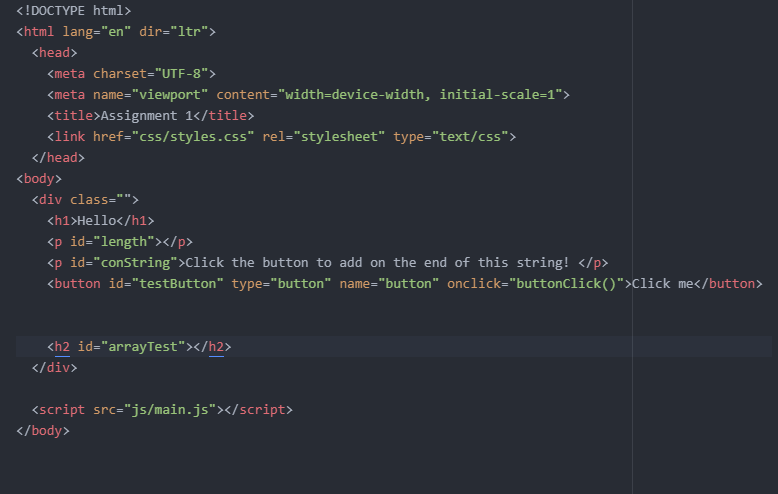 <!DOCTYPE html>
<html lang="en" dir="ltr">
  <head>
    <meta charset="UTF-8">
    <meta name="viewport" content="width=device-width, initial-scale=1">
    <title>Assignment 1</title>
    <link href="css/styles.css" rel="stylesheet" type="text/css">
  </head>
<body>
  <div class="">
    <h1>Hello</h1>
    <p id="length"></p>
    <p id="conString">Click the button to add on the end of this string! </p>
    <button id="testButton" type="button" name="button" onclick="buttonClick()">Click me</button>
    <h2 id="arrayTest"></h2>
  </div>
  <script src="js/main.js"></script>
</body>